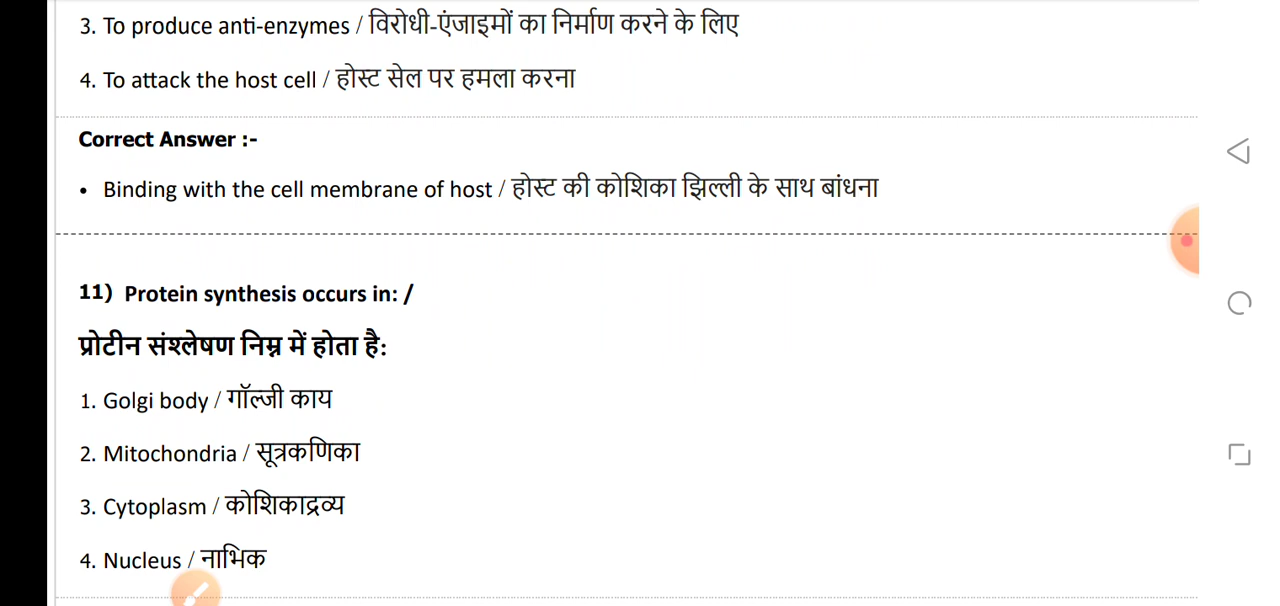 3. To produce anti-enzymes / विरोधी-एंजाइमों का निर्माण करने के लिए
4. To attack the host cell / होस्ट सेल पर हमला करना
Correct Answer :-
• Binding with the cell membrane of host / होस्ट की कोशिका झिल्ली के साथ बांधना
11) Protein synthesis occurs in: /
प्रोटीन संश्लेषण निम्न में होता है:
1. Golgi body / गॉल्जी काय
2. Mitochondria / सूत्रकणिका
3. Cytoplasm / कोशिकाद्रव्य
4. Nucleus / नाभिक